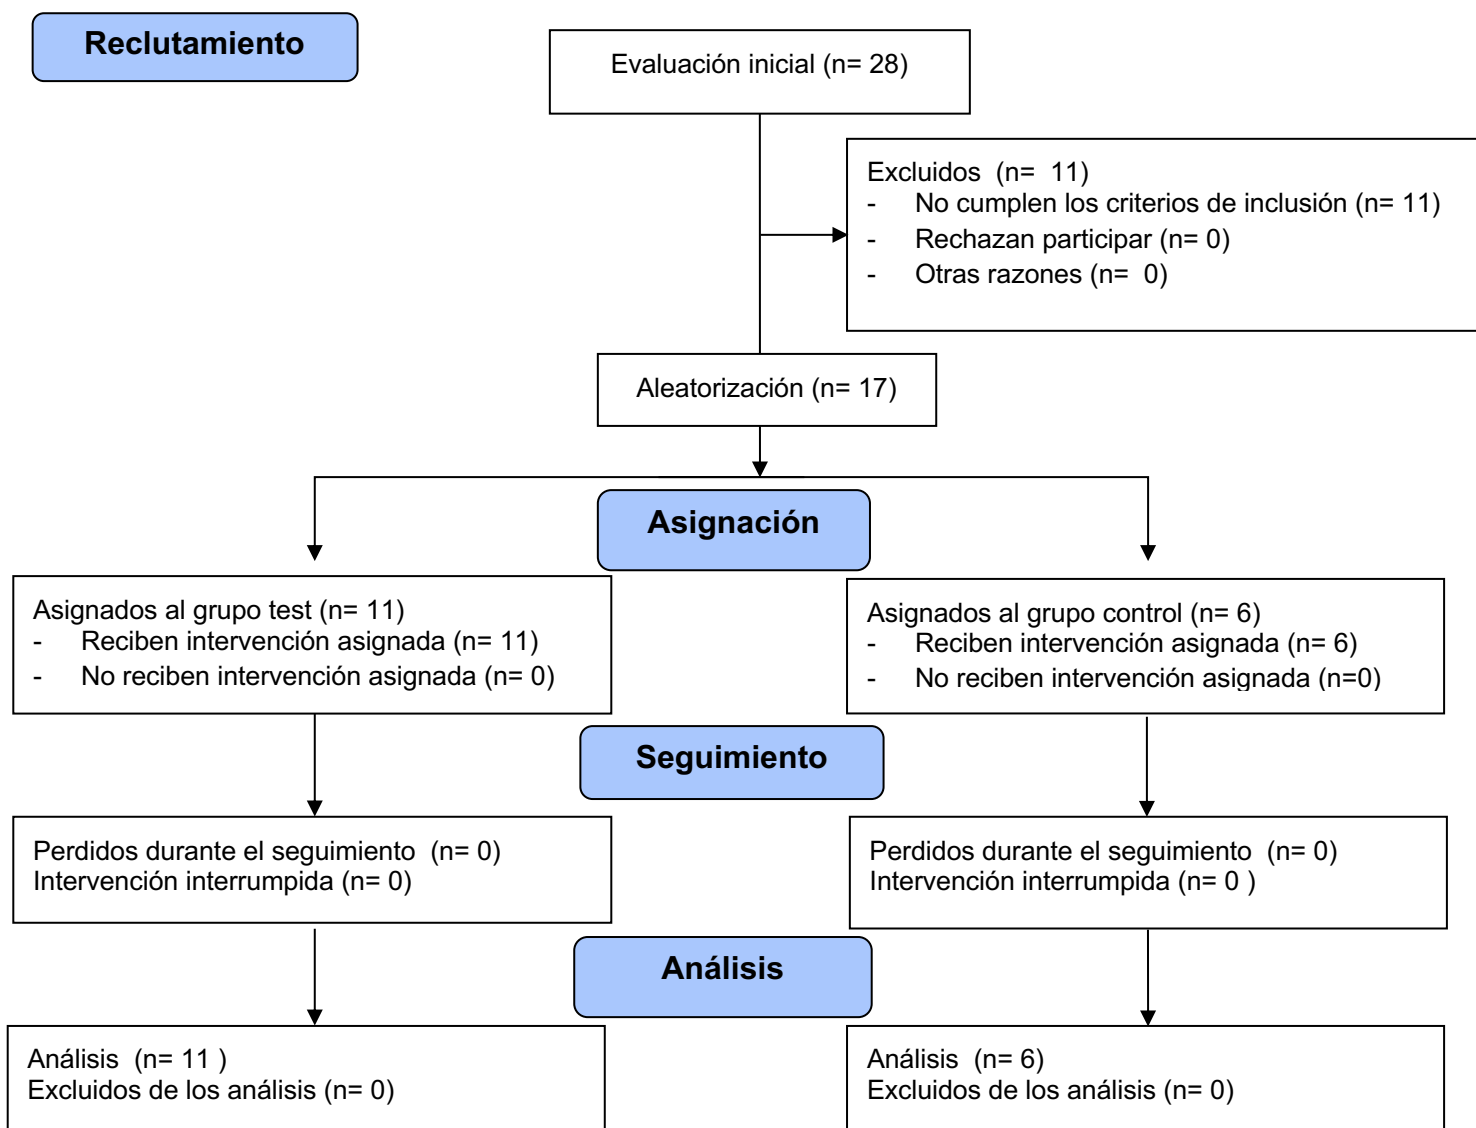 Reclutamiento
Evaluación inicial (n= 28)
Excluidos  (n=  11)
- No cumplen los criterios de inclusión (n= 11)
- Rechazan participar (n= 0)
- Otras razones (n=  0)
Aleatorización (n= 17)
Asignación
Asignados al grupo test (n= 11)
- Reciben intervención asignada (n= 11)
- No reciben intervención asignada (n= 0)
Asignados al grupo control (n= 6)
- Reciben intervención asignada (n= 6)
- No reciben intervención asignada (n=0)
Seguimiento
Perdidos durante el seguimiento  (n= 0)
Intervención interrumpida (n= 0)
Perdidos durante el seguimiento  (n= 0)
Intervención interrumpida (n= 0 )
Análisis
Análisis  (n= 11 )
Excluidos de los análisis (n= 0)
Análisis  (n= 6)
Excluidos de los análisis (n= 0)